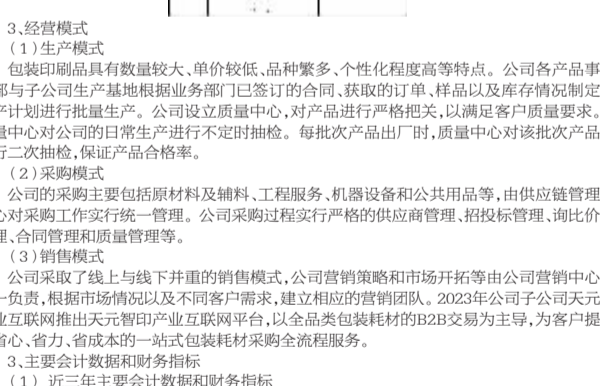 3、经营模式
（1）生产模式
包装印刷品具有数量较大、单价较低、品种繁多、个性化程度高等特点。公司各产品事
部与子公司生产基地根据业务部门已签订的合同、获取的订单、样品以及库存情况制定
产计划进行批量生产。公司设立质量中心，对产品进行严格把关，以满足客户质量要求。
量中心对公司的日常生产进行不定时抽检。每批次产品出厂时，质量中心对该批次产品
行二次抽检，保证产品合格率。
（2）采购模式
公司的采购主要包括原材料及辅料、工程服务、机器设备和公共用品等，由供应链管理
心对采购工作实行统一管理。公司采购过程实行严格的供应商管理、招投标管理、询比价
理、合同管理和质量管理等。
（3）销售模式
公司采取了线上与线下并重的销售模式，公司营销策略和市场开拓等由公司营销中心
一负责，根据市场情况以及不同客户需求，建立相应的营销团队。2023年公司子公司天元
业互联网推出天元智印产业互联网平台，以全品类包装耗材的B2B交易为主导，为客户提
省心、省力、省成本的一站式包装耗材采购全流程服务。
3、主要会计数据和财务指标
（1）近三年主要会计数据和财务指标